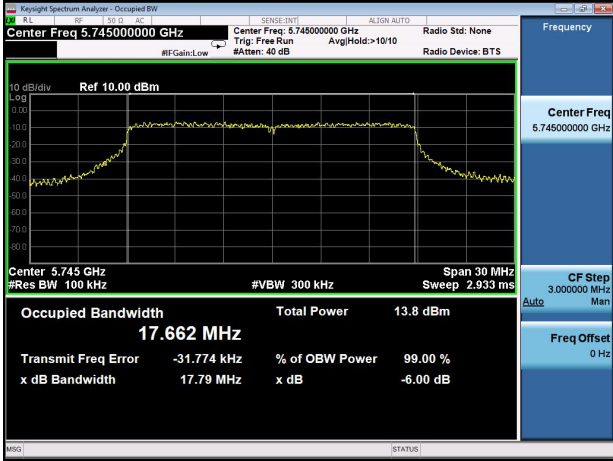 Keysight Spectrum Analyzer - Occupied BW
LXI RL RF 50 Ω AC SENSE:INT ALIGN AUTO
Center Freq 5.745000000 GHz
Center Freq: 5.745000000 GHz
Radio Std: None
Trig: Free Run Avg|Hold:>10/10
#IFGain:Low
#Atten: 40 dB
Radio Device: BTS
10 dB/div Ref 10.00 dBm
Log
0.00
-10.0
-20.0
-30.0
-40.0
-50.0
-60.0
-70.0
-80.0
Center 5.745 GHz
Span 30 MHz
#Res BW 100 kHz
#VBW 300 kHz
Sweep 2.933 ms
Occupied Bandwidth
Total Power 13.8 dBm
17.662 MHz
Transmit Freq Error -31.774 kHz
% of OBW Power 99.00 %
x dB Bandwidth 17.79 MHz
x dB -6.00 dB
MSG
STATUS
Frequency
Center Freq
5.745000000 GHz
CF Step
3.000000 MHz
Auto Man
Freq Offset
0 Hz